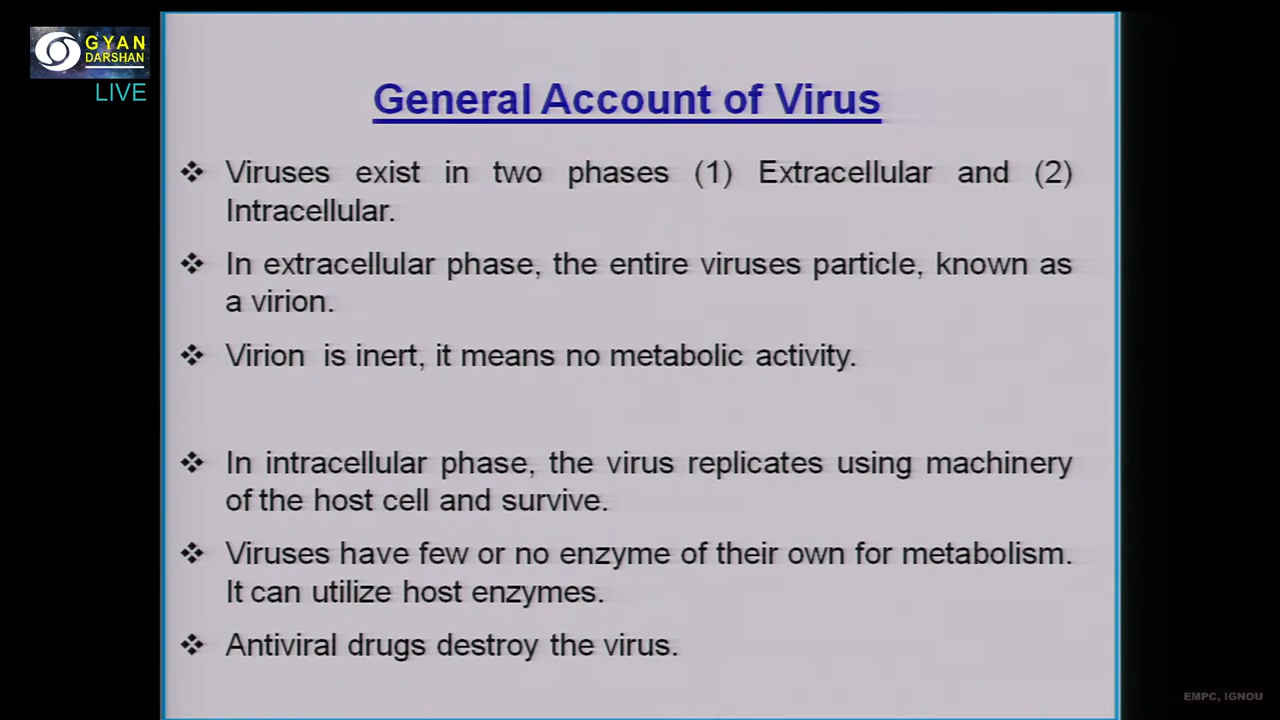 GYAN
DARSHAN
LIVE
General Account of Virus
❖ Viruses exist in two phases (1) Extracellular and (2)
Intracellular.
❖ In extracellular phase, the entire viruses particle, known as
a virion.
❖ Virion is inert, it means no metabolic activity.
❖ In intracellular phase, the virus replicates using machinery
of the host cell and survive.
❖ Viruses have few or no enzyme of their own for metabolism.
It can utilize host enzymes.
❖ Antiviral drugs destroy the virus.
EMPC, IGNOU